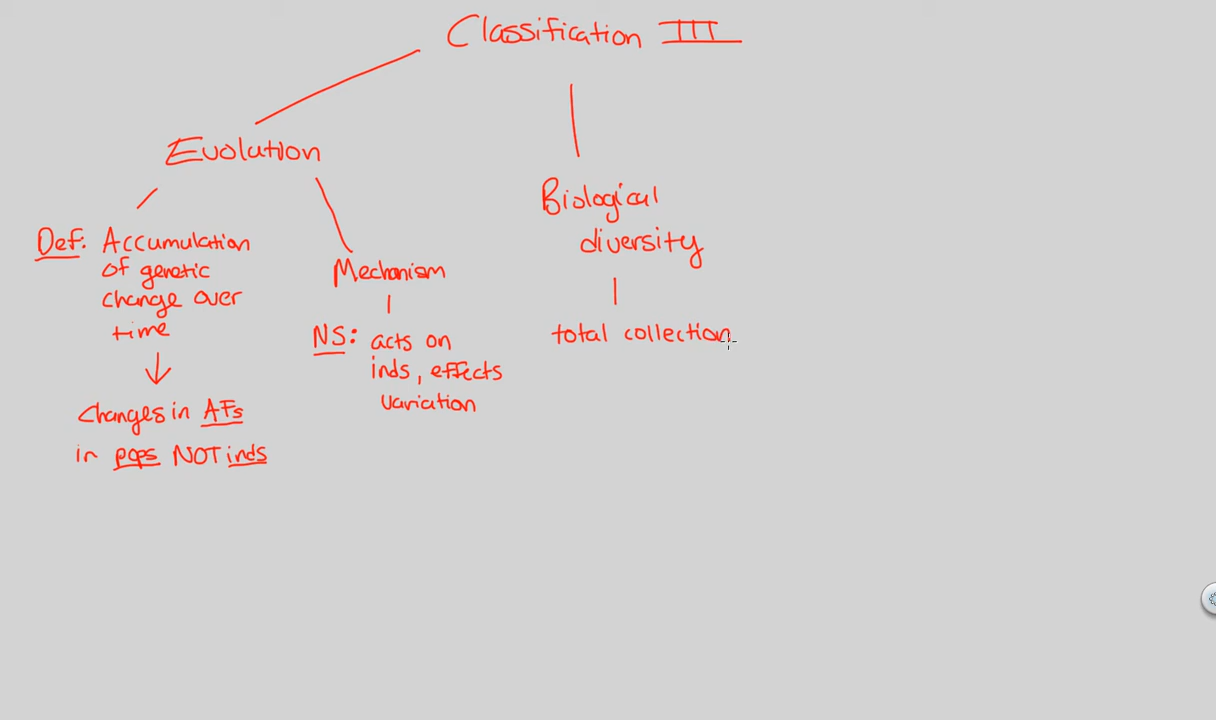 Classification III
Evolution
Def: Accumulation
of genetic
change over
time
Changes in AFs
in pops NOT inds
Mechanism
NS: acts on
inds, effects
variation
Biological
diversity
total collection